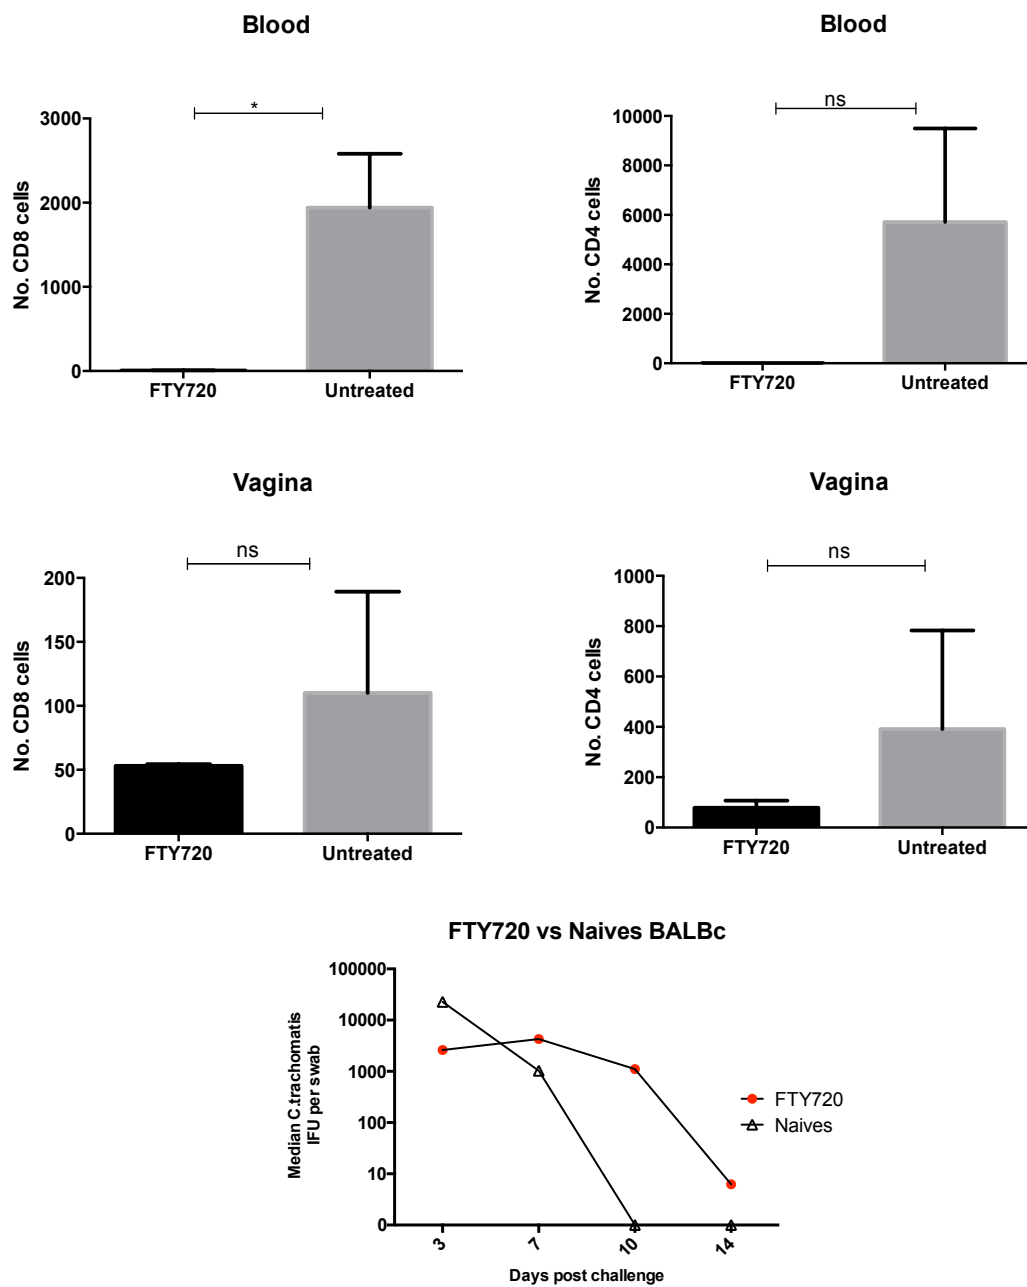 Blood
*
3000
2000
1000
0
No. CD8 cells
FTY720 Untreated
Blood
ns
10000
8000
6000
4000
2000
0
No. CD4 cells
FTY720 Untreated
Vagina
ns
200
150
100
50
0
No. CD8 cells
FTY720 Untreated
Vagina
ns
1000
800
600
400
200
0
No. CD4 cells
FTY720 Untreated
FTY720 vs Naives BALBc
100000
10000
1000
100
10
0
Median C.trachomatis
IFU per swab
FTY720
Naives
3 7 10 14
Days post challenge